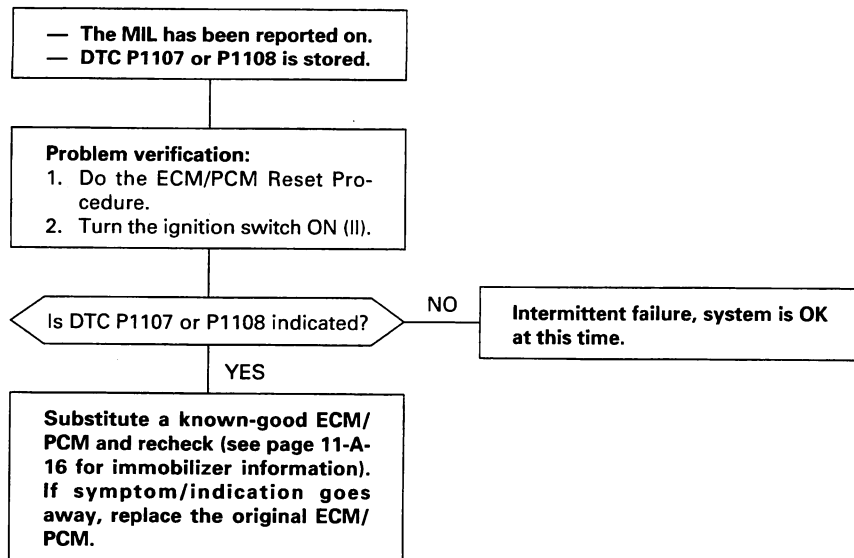 — The MIL has been reported on.
— DTC P1107 or P1108 is stored.
Problem verification:
1. Do the ECM/PCM Reset Pro-
cedure.
2. Turn the ignition switch ON (II).
Is DTC P1107 or P1108 indicated?
NO
Intermittent failure, system is OK
at this time.
YES
Substitute a known-good ECM/
PCM and recheck (see page 11-A-
16 for immobilizer information).
If symptom/indication goes
away, replace the original ECM/
PCM.